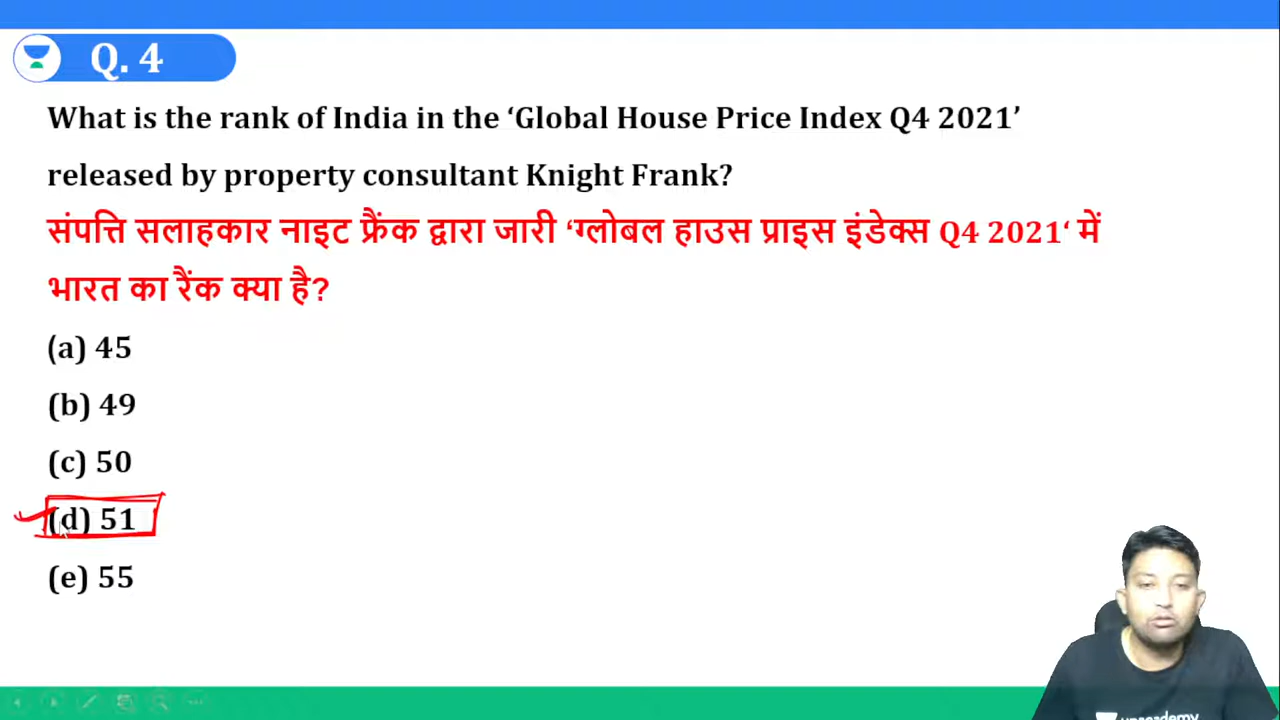 Q. 4
What is the rank of India in the ‘Global House Price Index Q4 2021’
released by property consultant Knight Frank?
संपत्ति सलाहकार नाइट फ्रैंक द्वारा जारी ‘ग्लोबल हाउस प्राइस इंडेक्स Q4 2021‘ में
भारत का रैंक क्या है?
(a) 45
(b) 49
(c) 50
(d) 51
(e) 55